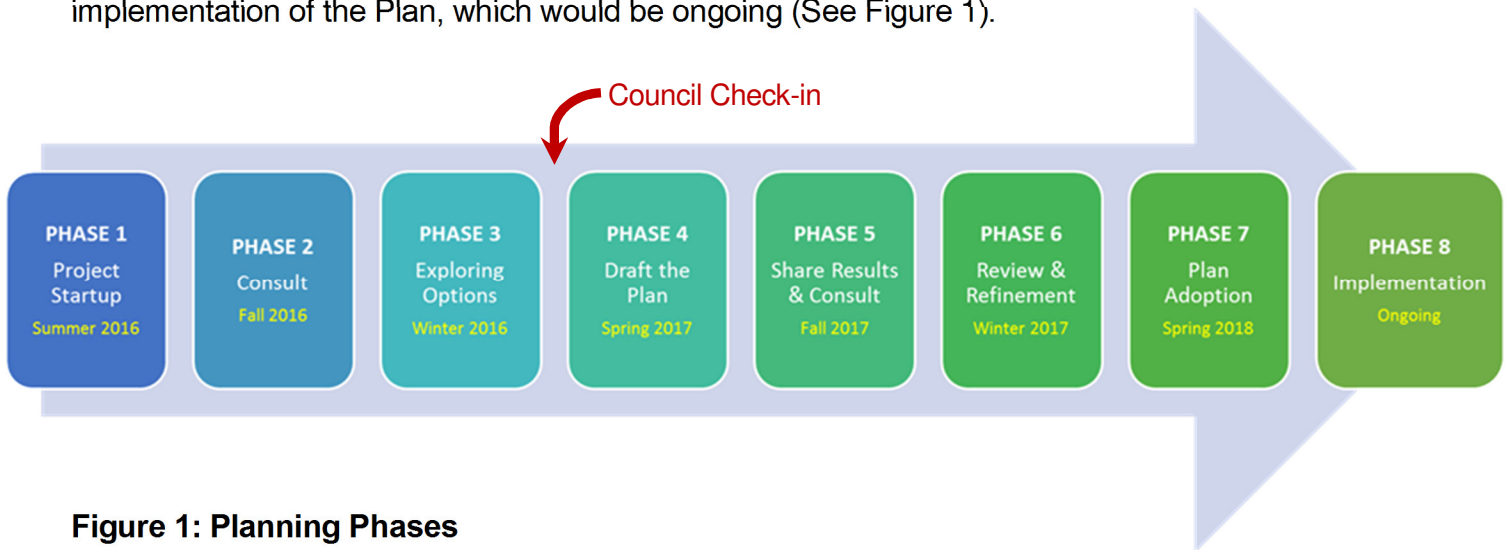 implementation of the Plan, which would be ongoing (See Figure 1).
Council Check-in
PHASE 1
Project
Startup
Summer 2016
PHASE 2
Consult
Fall 2016
PHASE 3
Exploring
Options
Winter 2016
PHASE 4
Draft the
Plan
Spring 2017
PHASE 5
Share Results
& Consult
Fall 2017
PHASE 6
Review &
Refinement
Winter 2017
PHASE 7
Plan
Adoption
Spring 2018
PHASE 8
Implementation
Ongoing
Figure 1: Planning Phases